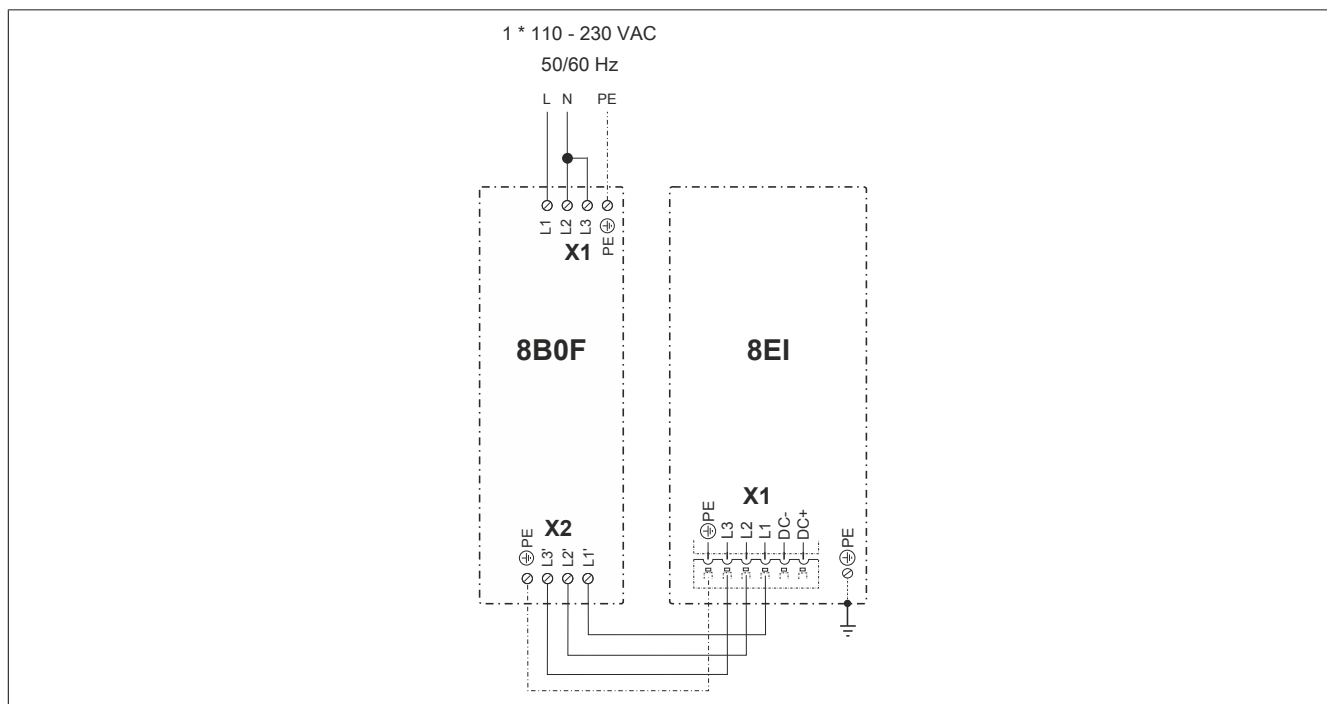 1 * 110 - 230 VAC
50/60 Hz
L N PE
L1 L2 L3 PE
X1
8B0F
8EI
X2
PE L3' L2' L1'
X1
PE L3 L2 L1 DC- DC+
PE